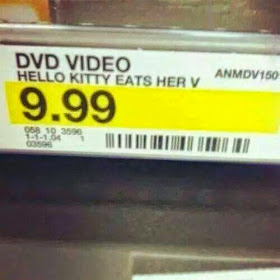 DVD VIDEO
HELLO KITTY EATS HER V ANMDV150
9.99
058 10 3596
1-1-1.04 1
03596